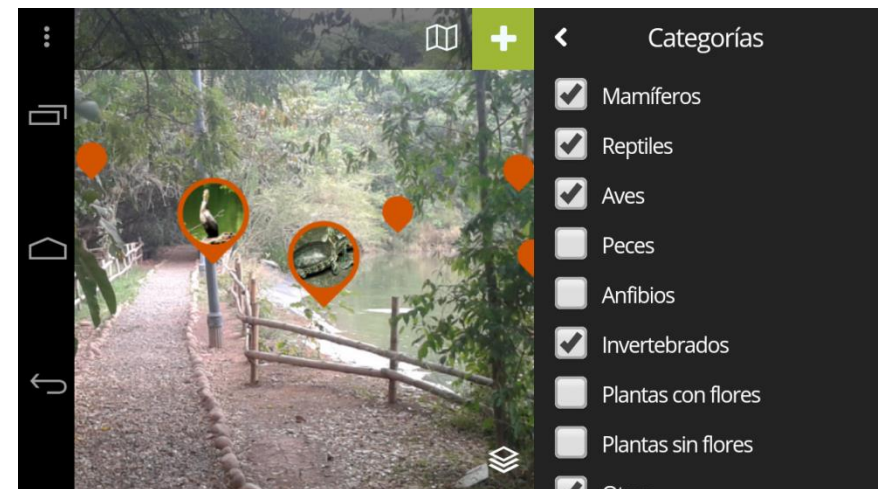 Categorías
Mamíferos
Reptiles
Aves
Peces
Anfibios
Invertebrados
Plantas con flores
Plantas sin flores